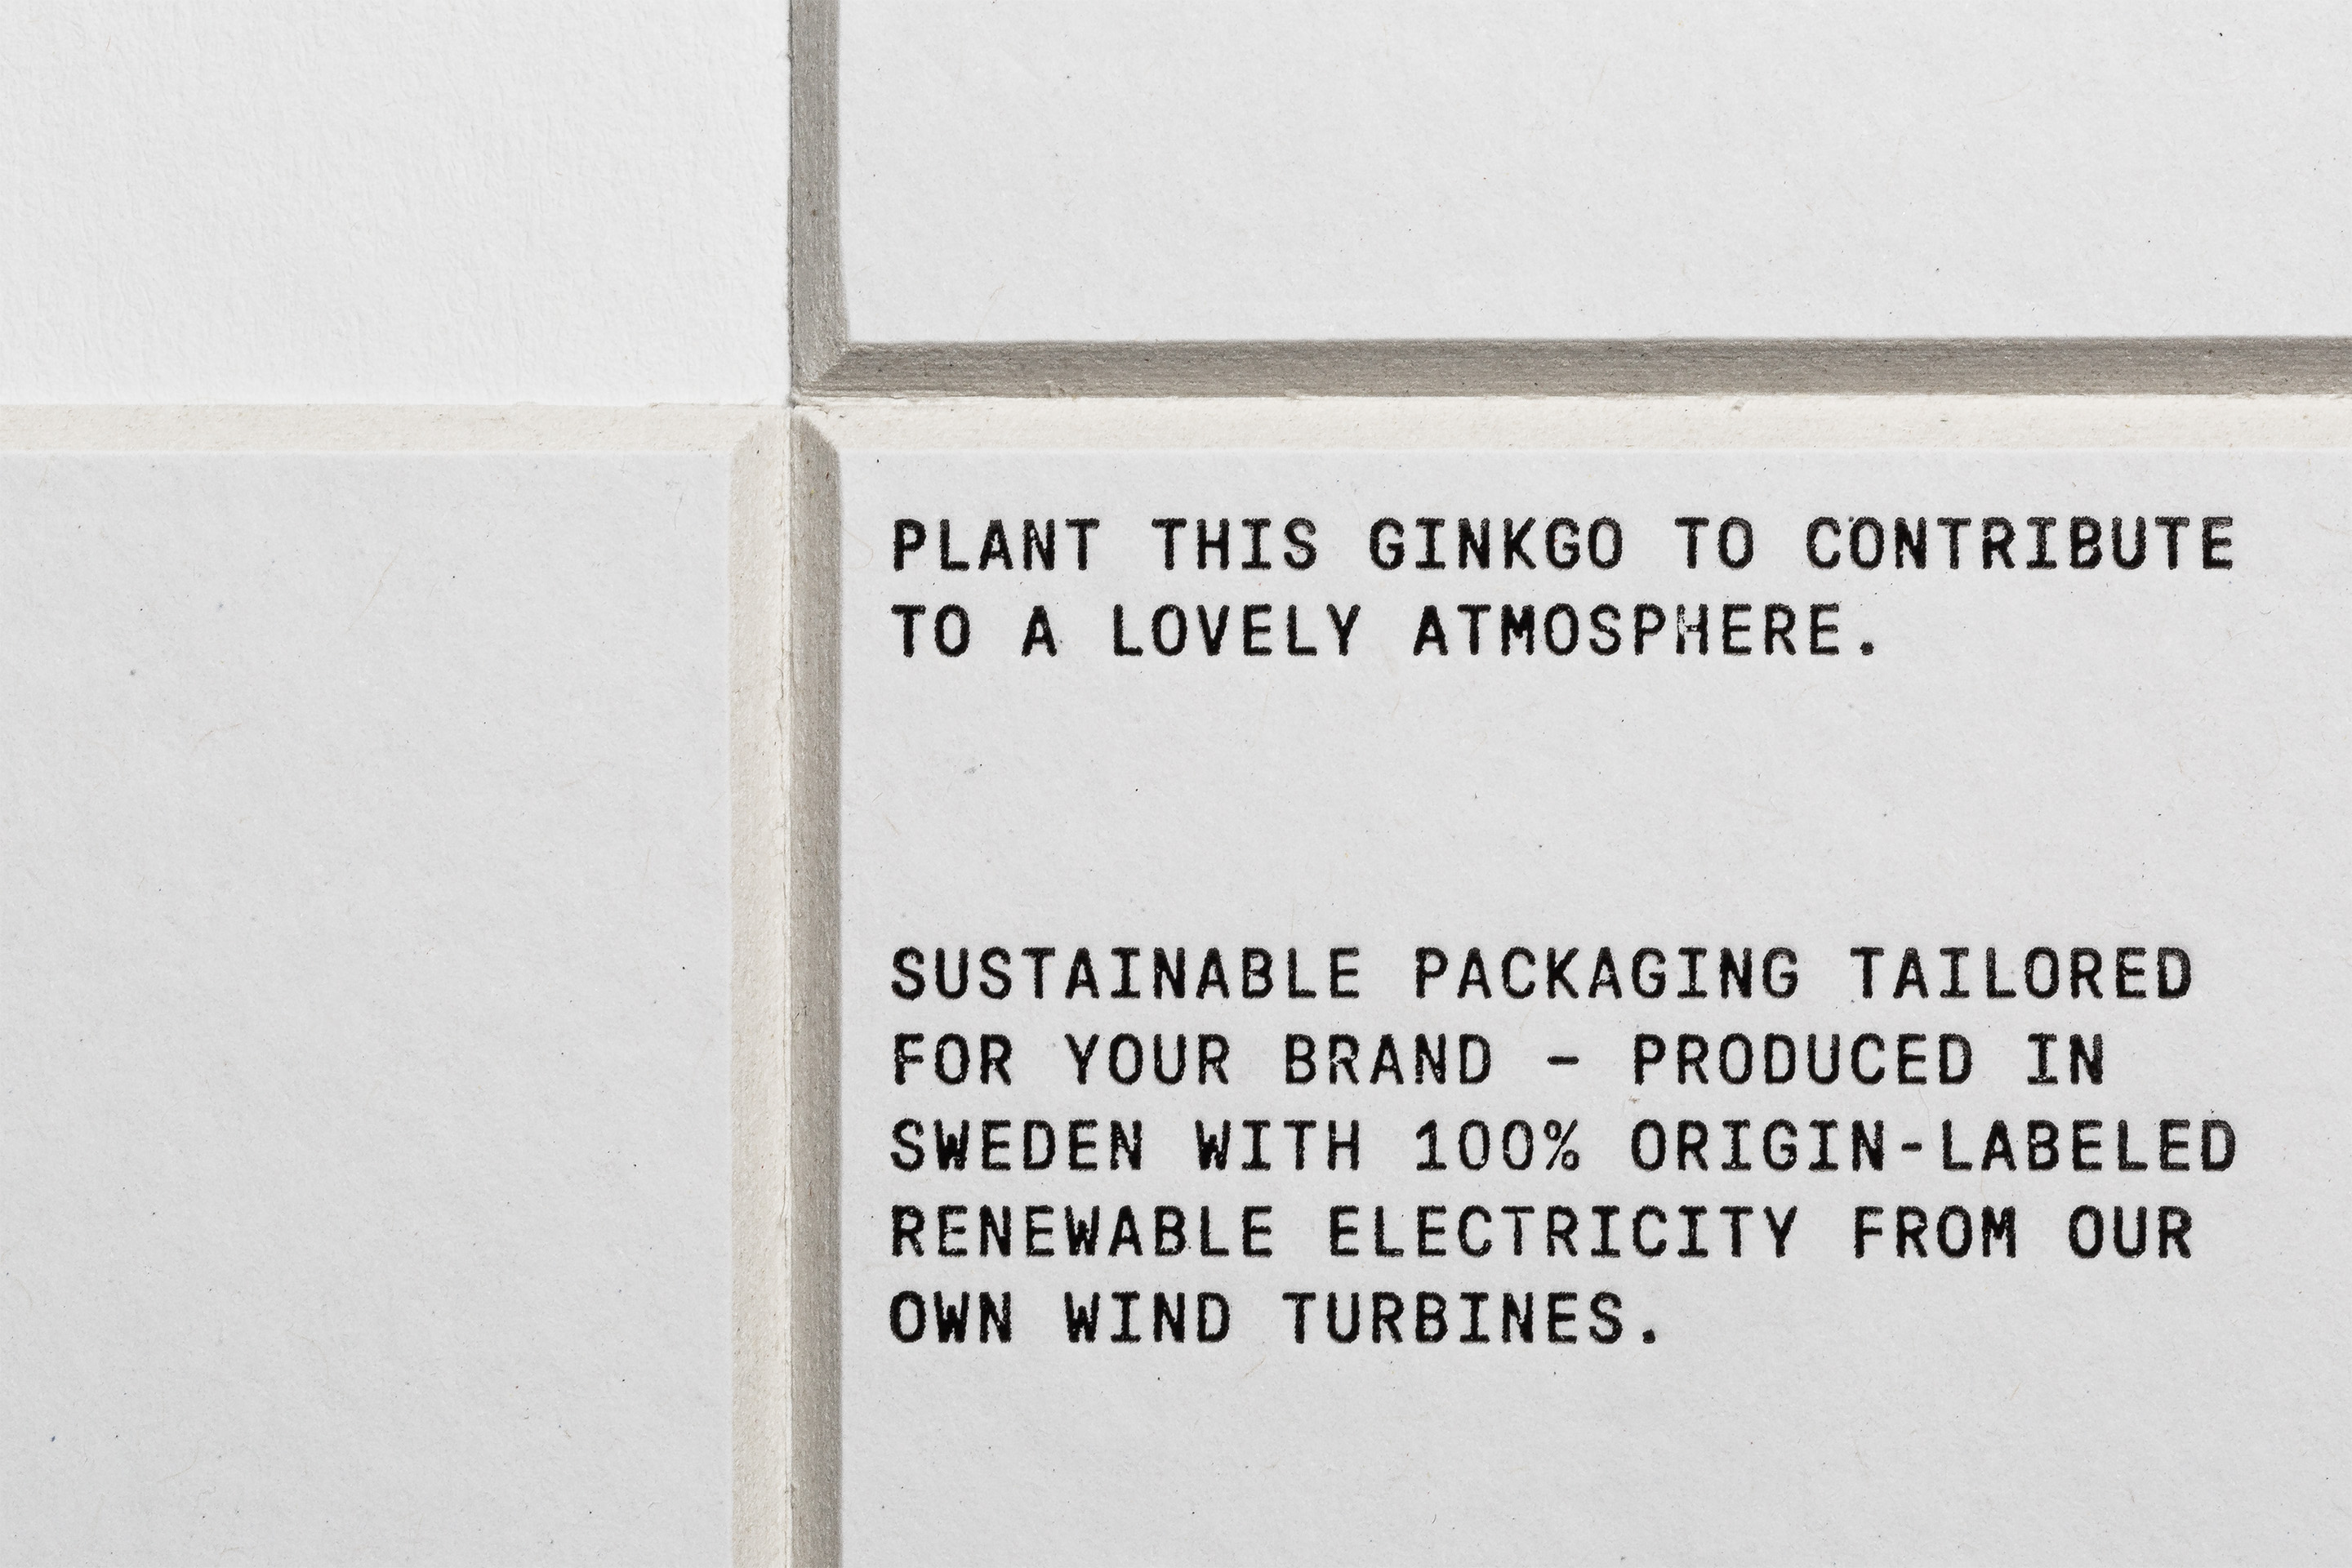 PLANT THIS GINKGO TO CONTRIBUTE
TO A LOVELY ATMOSPHERE.
SUSTAINABLE PACKAGING TAILORED
FOR YOUR BRAND – PRODUCED IN
SWEDEN WITH 100% ORIGIN-LABELED
RENEWABLE ELECTRICITY FROM OUR
OWN WIND TURBINES.